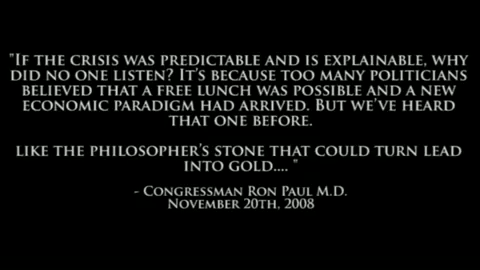 "If the crisis was predictable and is explainable, why
did no one listen? It's because too many politicians
believed that a free lunch was possible and a new
economic paradigm had arrived. But we've heard
that one before.
like the philosopher's stone that could turn lead
into gold.... "
- Congressman Ron Paul M.D.
November 20th, 2008